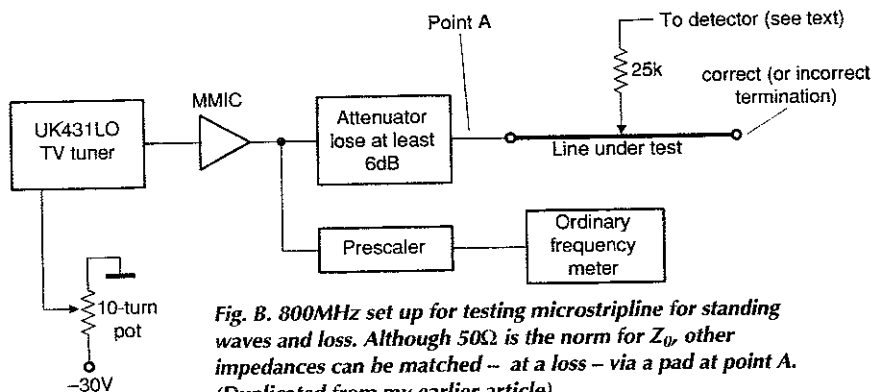 Point A
To detector (see text)
25k
correct (or incorrect
termination)
MMIC
UK431LO
TV tuner
Attenuator
lose at least
6dB
Line under test
Prescaler
Ordinary
frequency
meter
10-turn
pot
–30V
Fig. B. 800MHz set up for testing microstripline for standing
waves and loss. Although 50Ω is the norm for Z₀, other
impedances can be matched – at a loss – via a pad at point A.
(Duplicated from my earlier article)